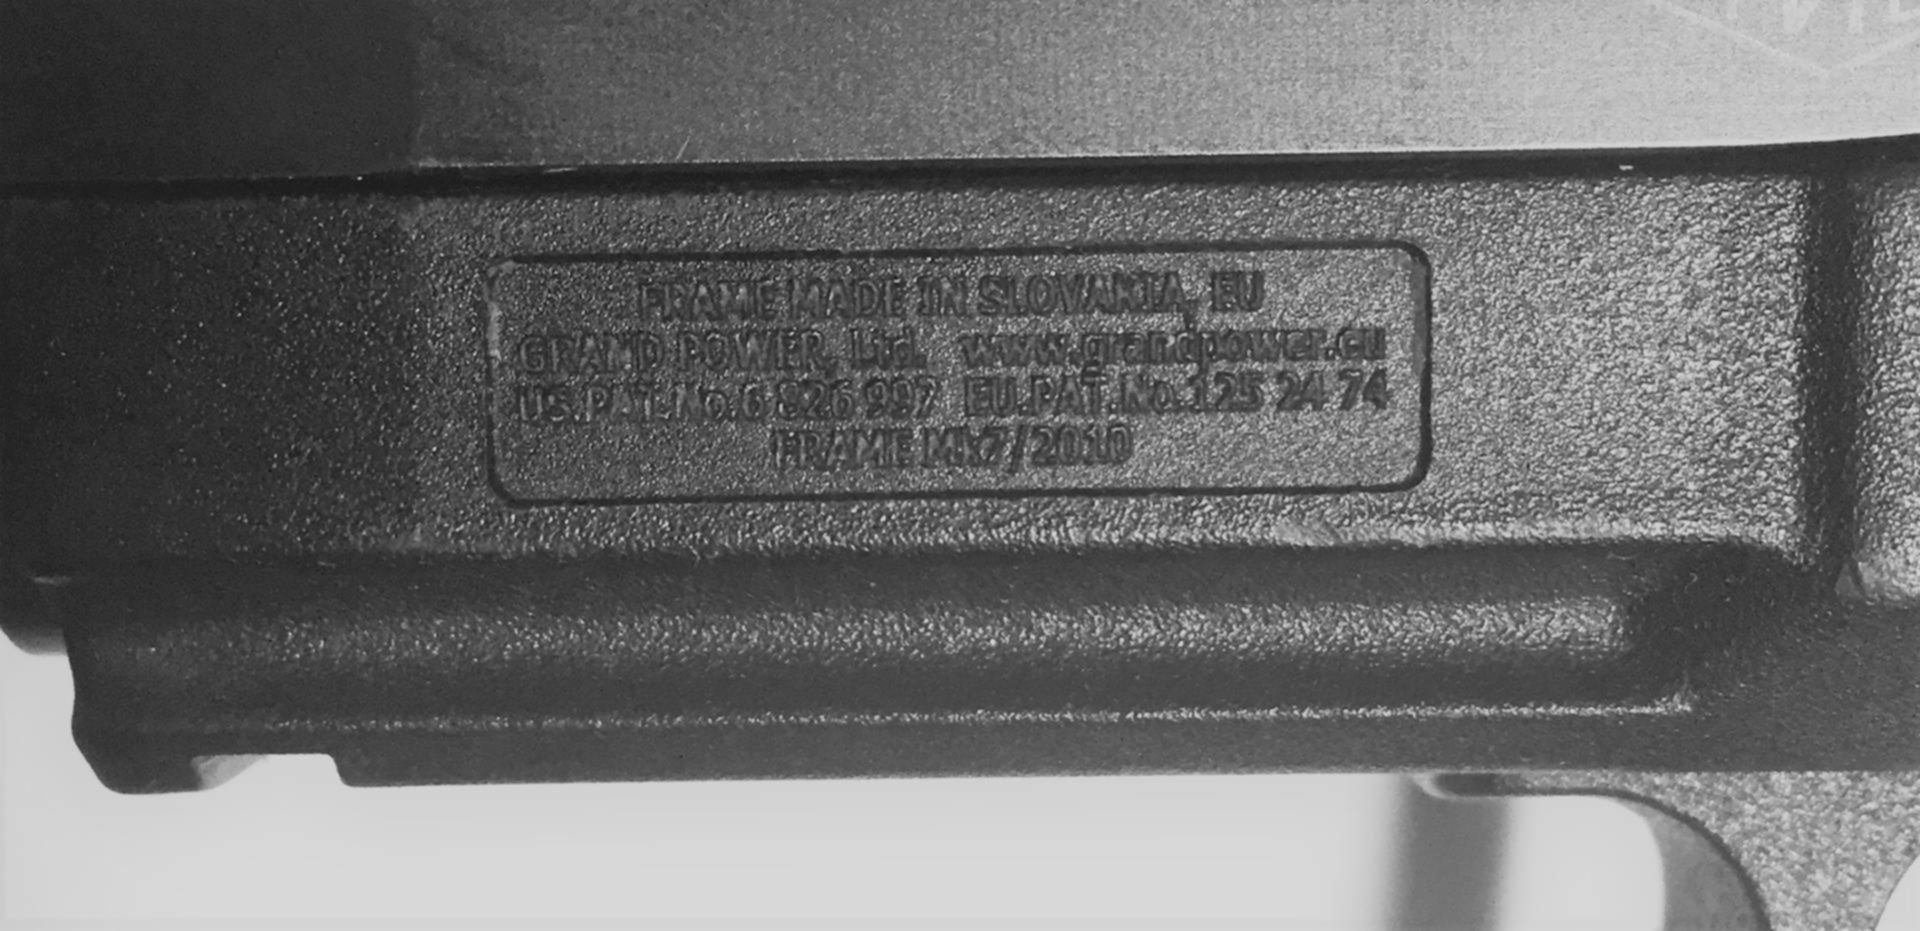 FRAME MADE IN SLOVAKIA, EU
GRAND POWER, Ltd. www.grandpower.eu
US.PAT.No.6 826 997 EU.PAT.No.125 24 74
FRAME Mk7/2010